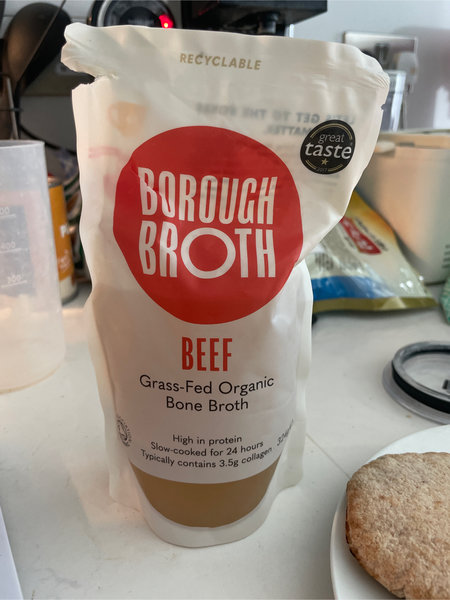 RECYCLABLE
great
taste
BOROUGH
BROTH
BEEF
Grass-Fed Organic
Bone Broth
High in protein
Slow-cooked for 24 hours
Typically contains 3.5g collagen
324g